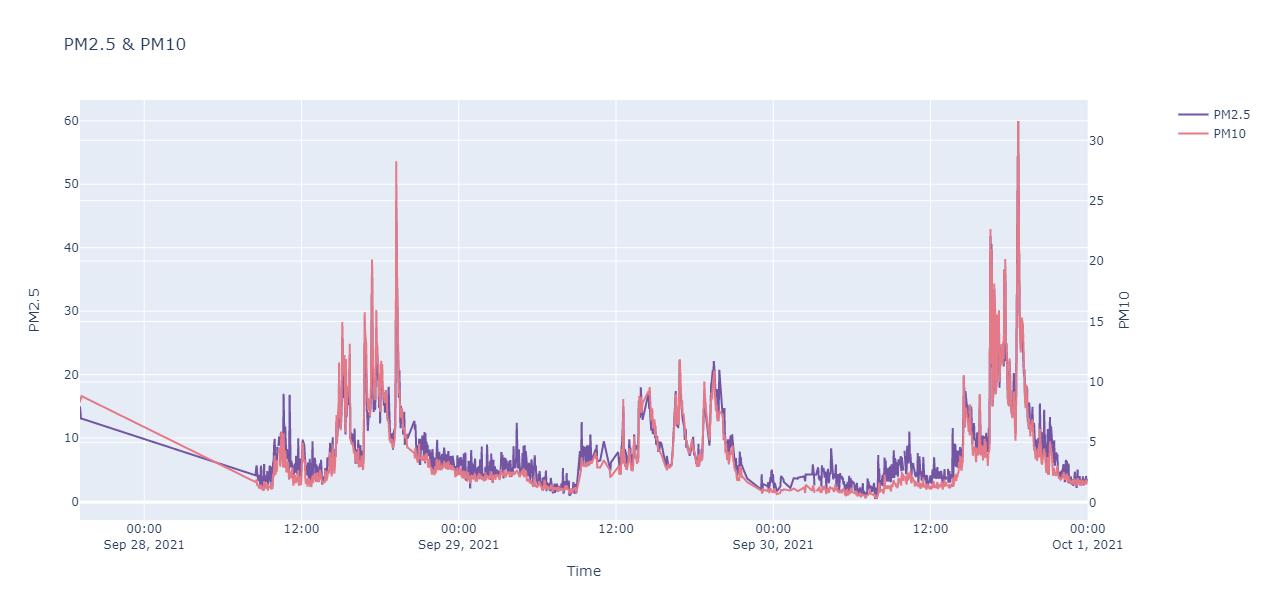 PM2.5 & PM10
PM2.5
PM10
60
50
40
30
20
10
0
PM2.5
30
25
20
15
10
5
0
PM10
00:00
Sep 28, 2021
12:00
00:00
Sep 29, 2021
12:00
00:00
Sep 30, 2021
12:00
00:00
Oct 1, 2021
Time